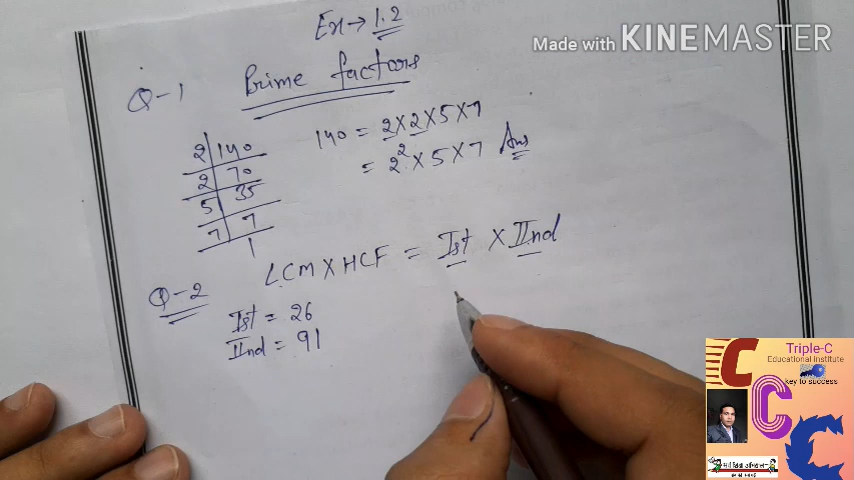 Made with KINEMASTER
Ex→ 1.2
Q-1 Prime factors
2 | 140
2 | 70
5 | 35
7 | 7
1
140 = 2×2×5×7
= 2² × 5 × 7 Ans
Q-2 LCM × HCF = Ist × IInd
Ist = 26
IInd = 91
Triple-C
Educational institute
key to success
C C C